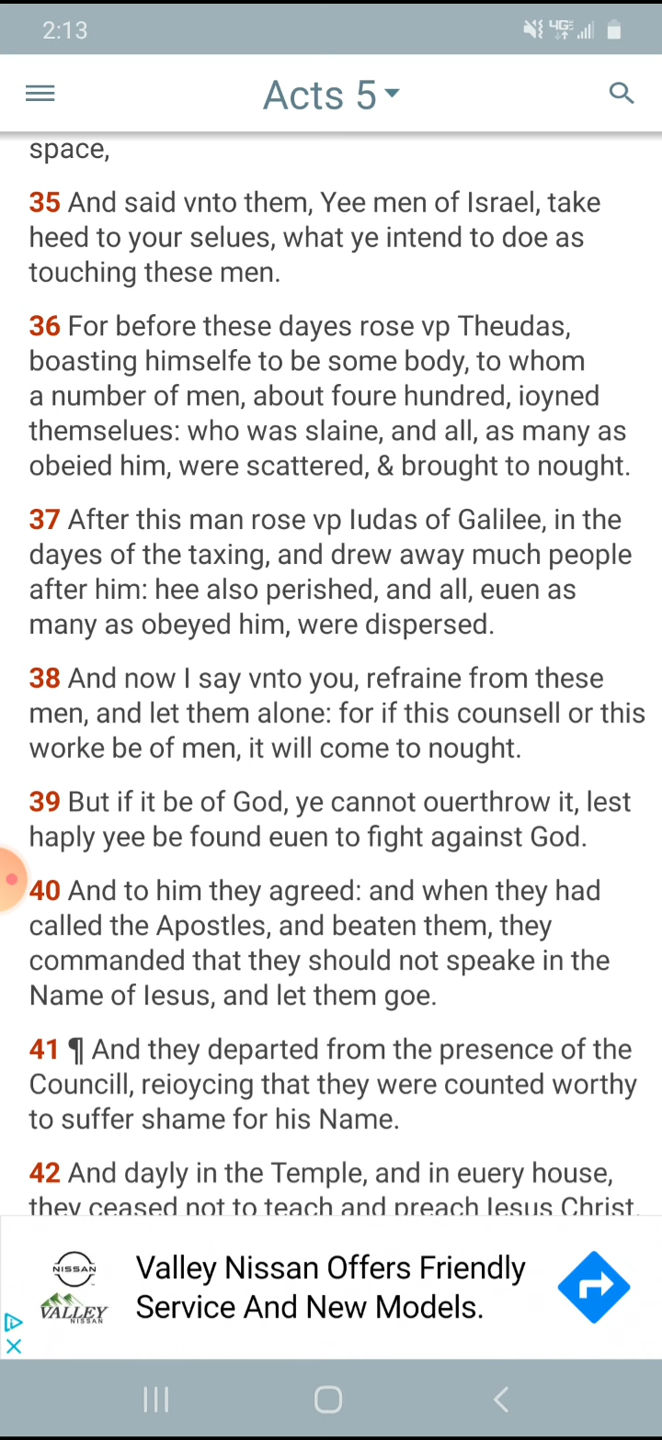 2:13
4GE
Acts 5
space,
35 And said vnto them, Yee men of Israel, take
heed to your selues, what ye intend to doe as
touching these men.
36 For before these dayes rose vp Theudas,
boasting himselfe to be some body, to whom
a number of men, about foure hundred, ioyned
themselues: who was slaine, and all, as many as
obeied him, were scattered, & brought to nought.
37 After this man rose vp Iudas of Galilee, in the
dayes of the taxing, and drew away much people
after him: hee also perished, and all, euen as
many as obeyed him, were dispersed.
38 And now I say vnto you, refraine from these
men, and let them alone: for if this counsell or this
worke be of men, it will come to nought.
39 But if it be of God, ye cannot ouerthrow it, lest
haply yee be found euen to fight against God.
40 And to him they agreed: and when they had
called the Apostles, and beaten them, they
commanded that they should not speake in the
Name of Iesus, and let them goe.
41 ¶ And they departed from the presence of the
Councill, reioycing that they were counted worthy
to suffer shame for his Name.
42 And dayly in the Temple, and in euery house,
they ceased not to teach and preach Iesus Christ.
NISSAN
VALLEY
NISSAN
Valley Nissan Offers Friendly
Service And New Models.